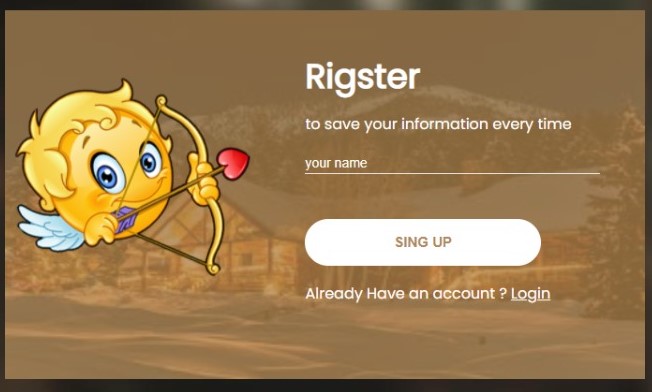 Rigster
to save your information every time
your name
SING UP
Already Have an account ? Login